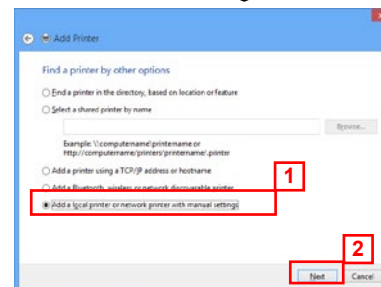 Add Printer
Find a printer by other options
Find a printer in the directory, based on location or feature
Select a shared printer by name
Browse...
Example: \\computername\printername or
http://computername/printers/printername/.printer
Add a printer using a TCP/IP address or hostname
1
Add a Bluetooth, wireless or network discoverable printer
Add a local printer or network printer with manual settings
2
Next
Cancel